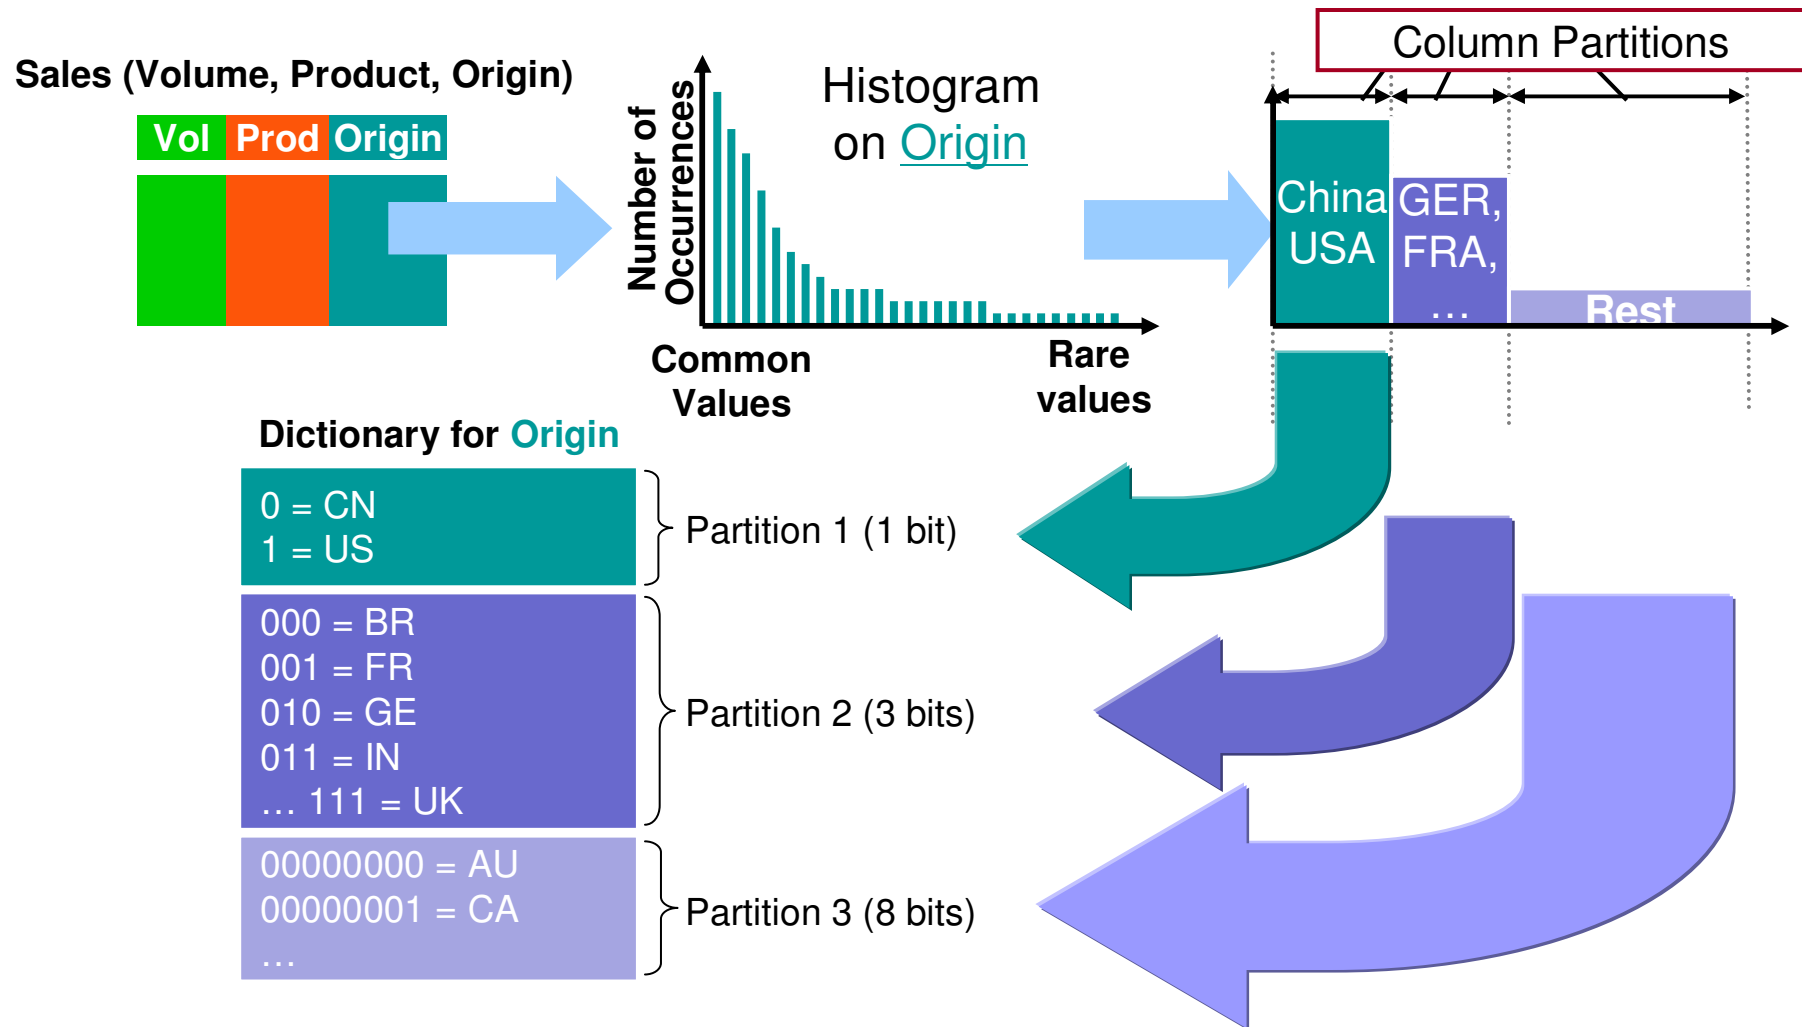 Sales (Volume, Product, Origin)
Vol Prod Origin
Number of
Occurrences
Histogram
on Origin
Common
Values
Rare
values
Column Partitions
China
USA
GER,
FRA,
...
Rest
Dictionary for Origin
0 = CN
1 = US
Partition 1 (1 bit)
000 = BR
001 = FR
010 = GE
011 = IN
... 111 = UK
Partition 2 (3 bits)
00000000 = AU
00000001 = CA
...
Partition 3 (8 bits)